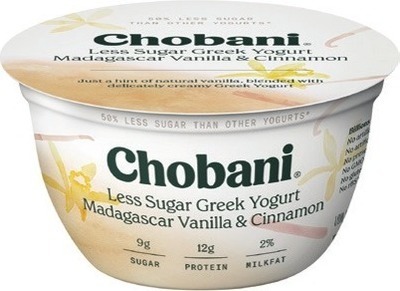 50% LESS SUGAR
THAN OTHER YOGURTS*
Chobani®
Less Sugar Greek Yogurt
Madagascar Vanilla & Cinnamon
Just a hint of natural vanilla, blended with
delicately creamy Greek Yogurt
50% LESS SUGAR THAN OTHER YOGURTS*
Chobani®
Less Sugar Greek Yogurt
Madagascar Vanilla & Cinnamon
9g 12g 2%
SUGAR PROTEIN MILKFAT